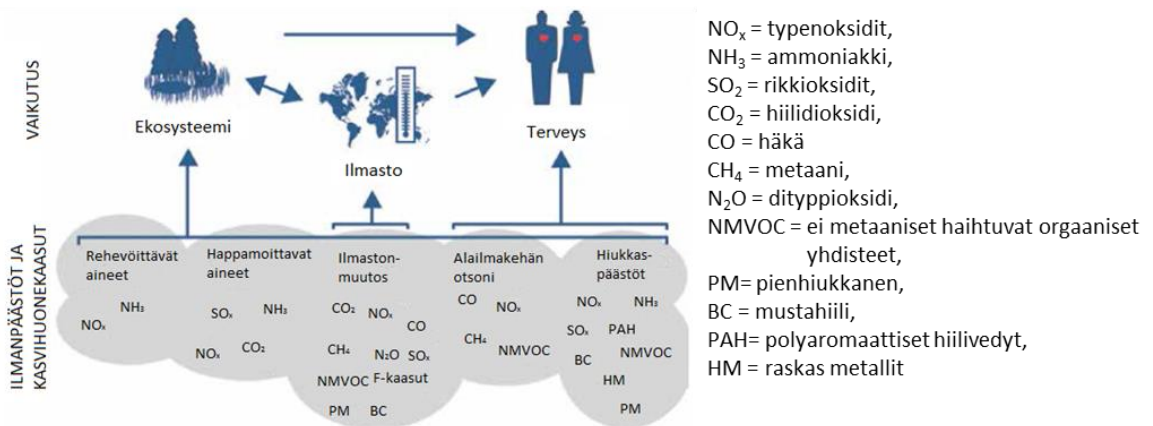 VAIKUTUS
Ekosysteemi
Ilmasto
Terveys
ILMANPÄÄSTÖT JA
KASVIHUONEKAASUT
Rehevöittävät
aineet
NH₃
NOₓ
Happamoittavat
aineet
SOₓ NH₃
NOₓ CO₂
Ilmaston-
muutos
CO₂ NOₓ
CO
CH₄ N₂O SOₓ
NMVOC F-kaasut
PM BC
Alailmakehän
otsoni
CO NOₓ
CH₄
NMVOC
Hiukkas-
päästöt
NOₓ NH₃
SOₓ PAH
BC NMVOC
HM
PM
NOₓ = typenoksidit,
NH₃ = ammoniakki,
SO₂ = rikkioksidit,
CO₂ = hiilidioksidi,
CO = häkä
CH₄ = metaani,
N₂O = dityppioksidi,
NMVOC = ei metaaniset haihtuvat orgaaniset
yhdisteet,
PM= pienhiukkanen,
BC = mustahiili,
PAH= polyaromaattiset hiilivedyt,
HM = raskas metallit